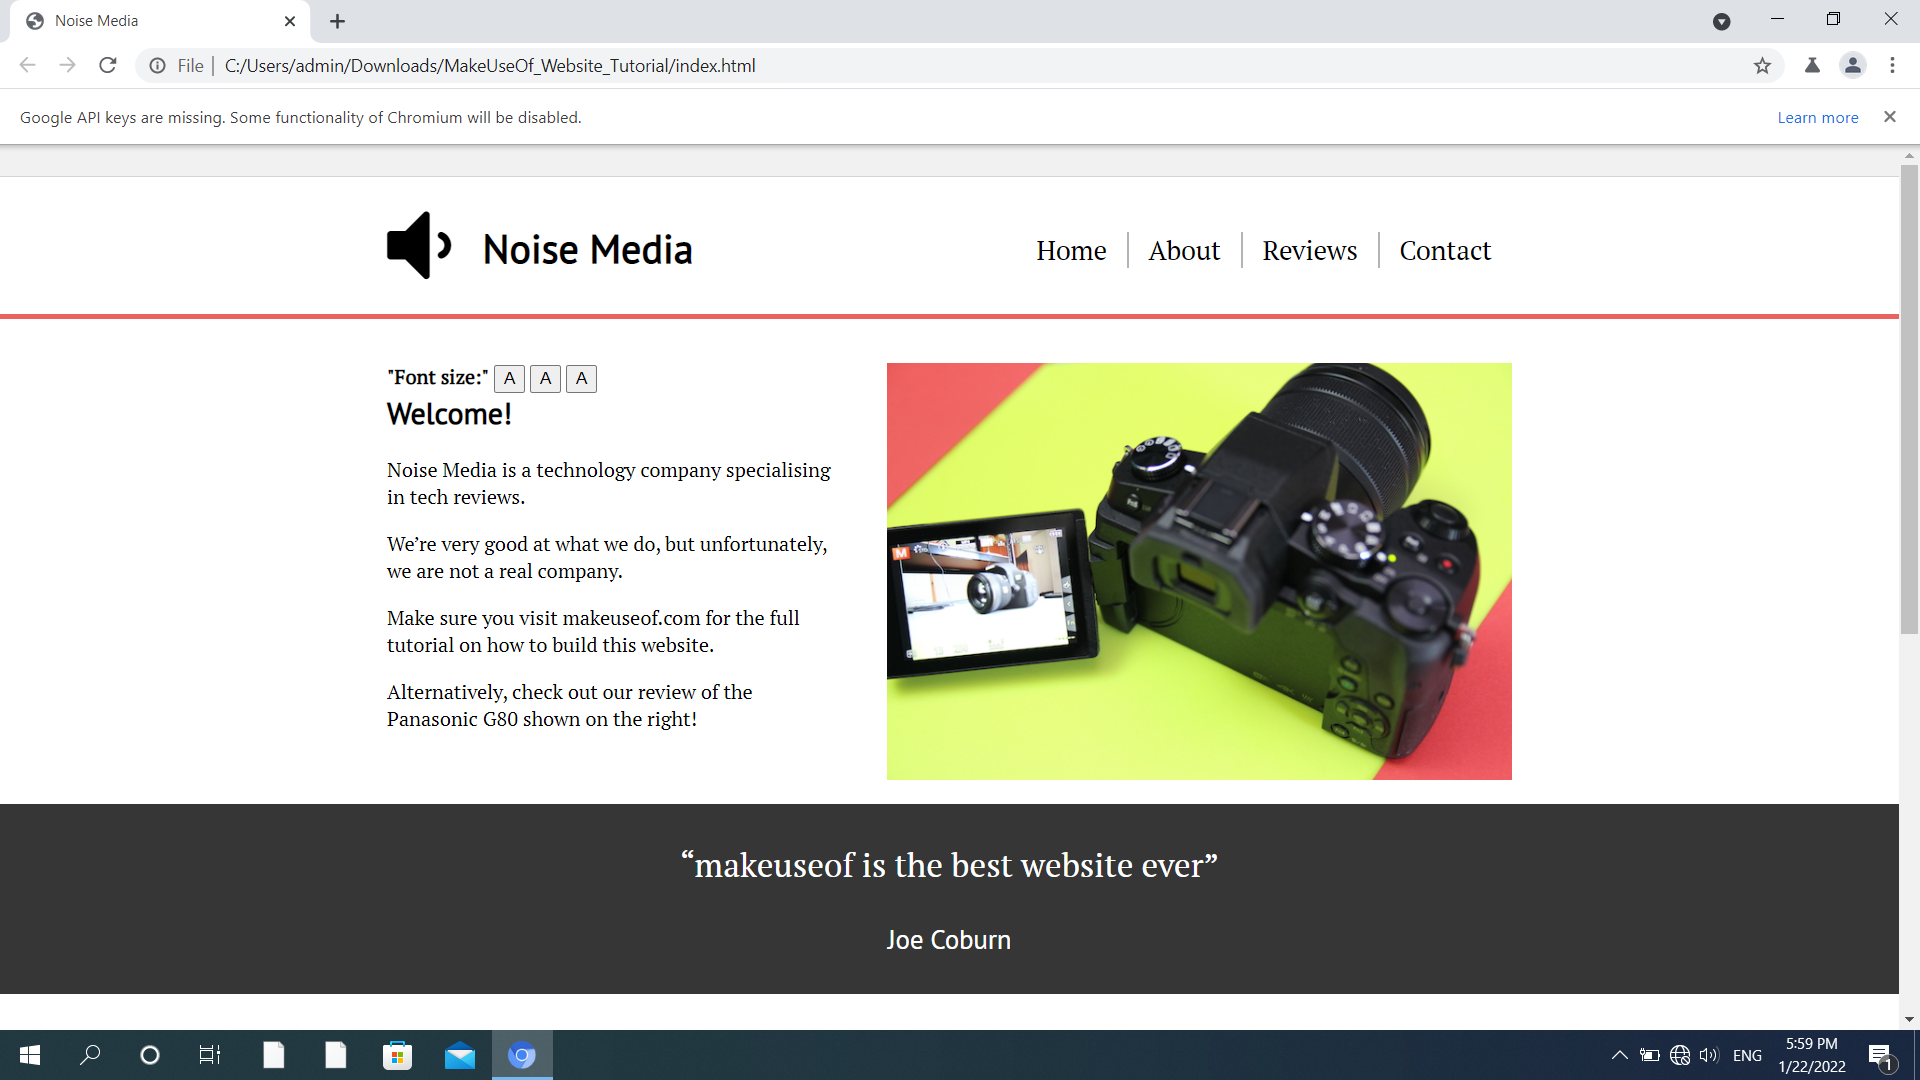 Noise Media
File
C:/Users/admin/Downloads/MakeUseOf_Website_Tutorial/index.html
Google API keys are missing. Some functionality of Chromium will be disabled.
Learn more
Noise Media
Home
About
Reviews
Contact
"Font size:" A A A
Welcome!
Noise Media is a technology company specialising
in tech reviews.
We’re very good at what we do, but unfortunately,
we are not a real company.
Make sure you visit makeuseof.com for the full
tutorial on how to build this website.
Alternatively, check out our review of the
Panasonic G80 shown on the right!
M
“makeuseof is the best website ever”
Joe Coburn
ENG
5:59 PM
1/22/2022
1